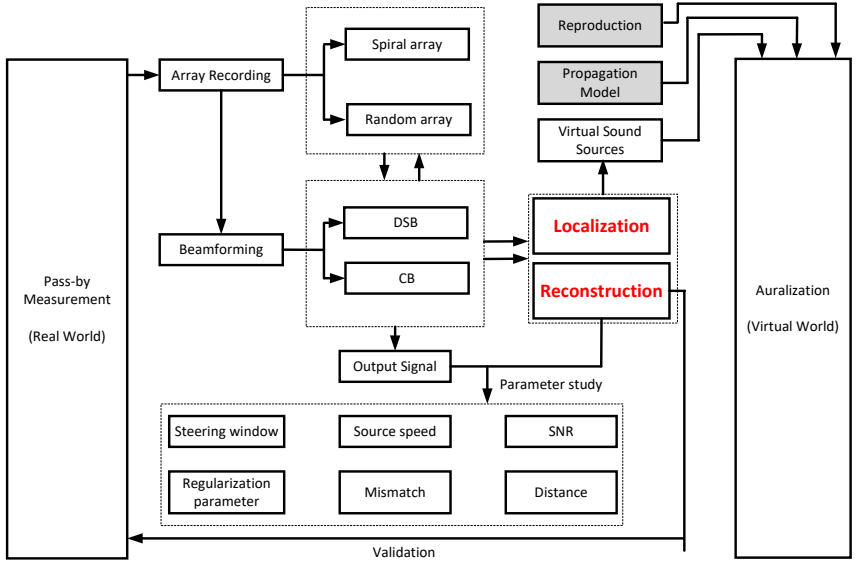 Reproduction
Spiral array
Array Recording
Propagation
Model
Random array
Virtual Sound
Sources
DSB
Localization
Beamforming
CB
Reconstruction
Pass-by
Measurement
(Real World)
Auralization
(Virtual World)
Output Signal
Parameter study
Steering window
Source speed
SNR
Regularization
parameter
Mismatch
Distance
Validation